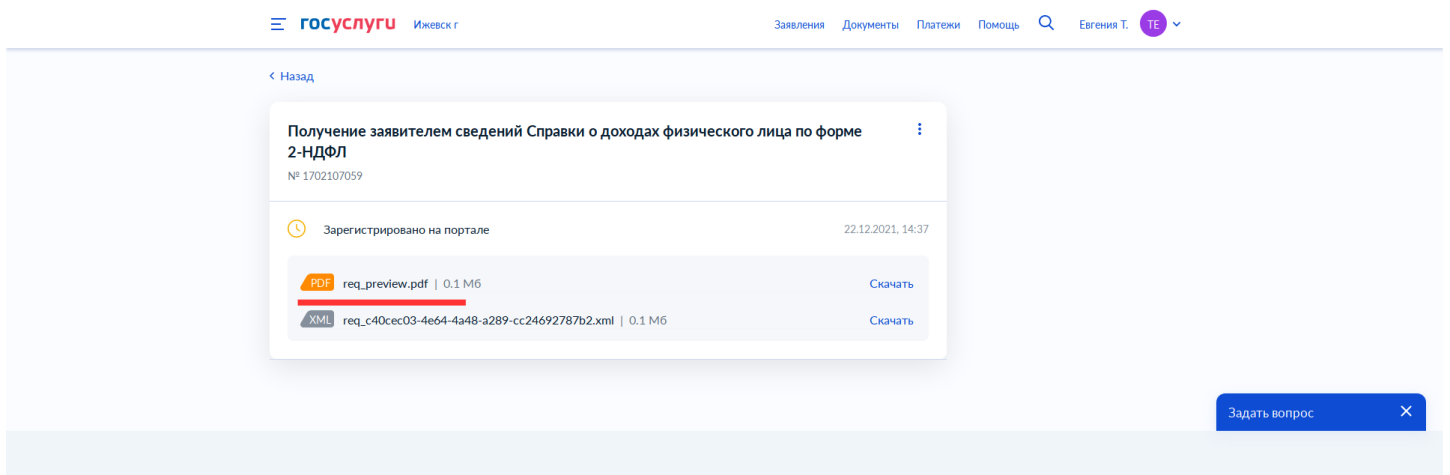 госуслуги Ижевск г Заявления Документы Платежи Помощь Евгения Т. ТЕ
Назад
Получение заявителем сведений Справки о доходах физического лица по форме
2-НДФЛ
№ 1702107059
Зарегистрировано на портале 22.12.2021, 14:37
PDF req_preview.pdf | 0.1 Мб Скачать
XML req_c40cec03-4e64-4a48-a289-cc24692787b2.xml | 0.1 Мб Скачать
Задать вопрос